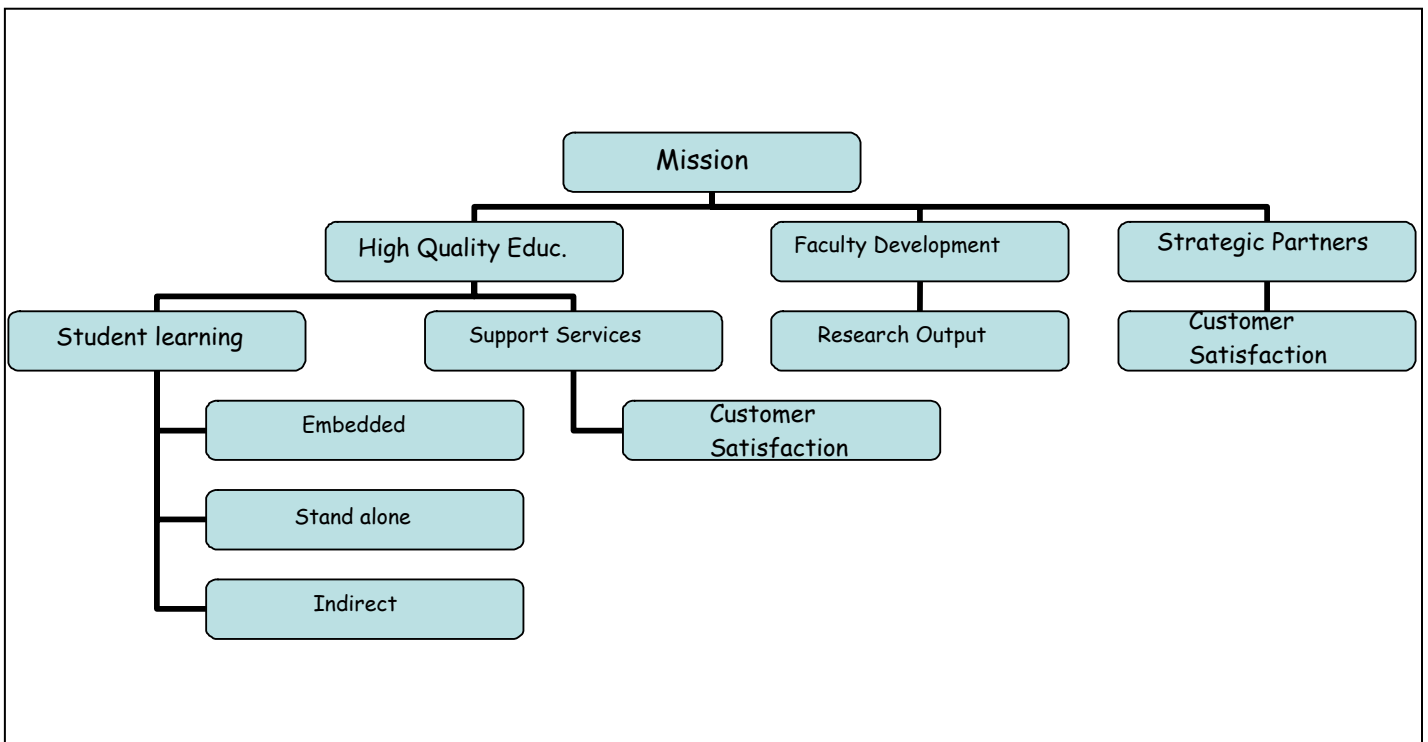 Mission
High Quality Educ.
Faculty Development
Strategic Partners
Student learning
Support Services
Research Output
Customer
Satisfaction
Embedded
Customer
Satisfaction
Stand alone
Indirect